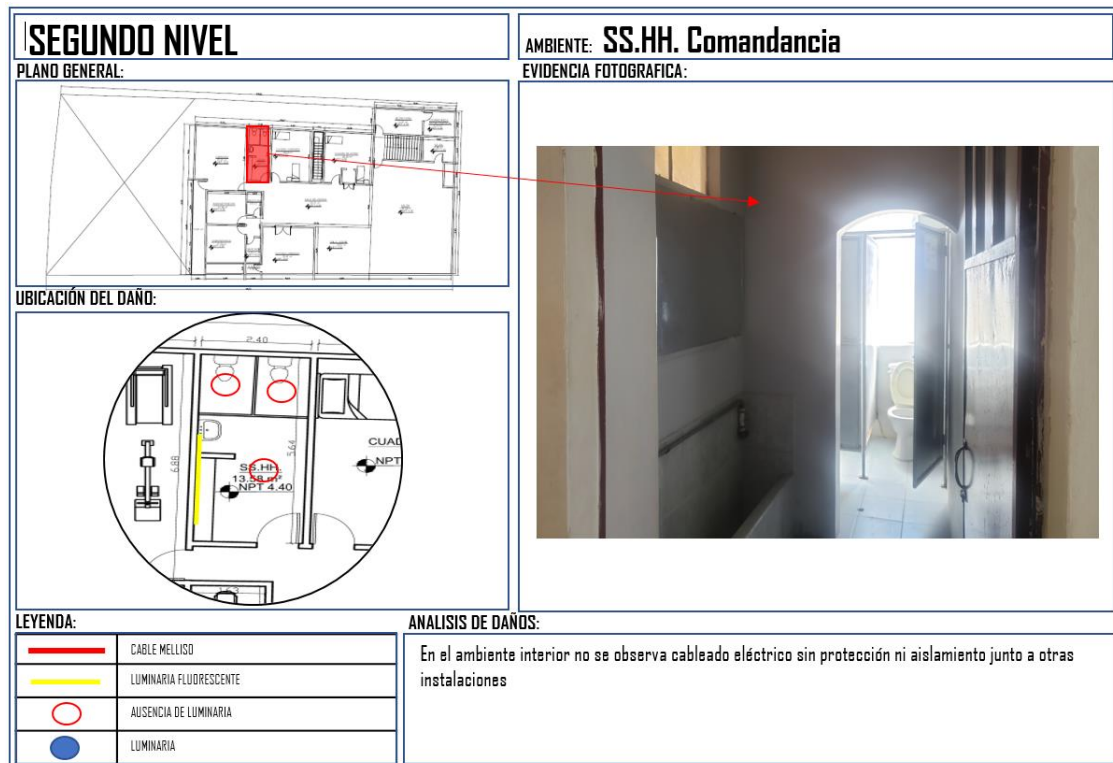 SEGUNDO NIVEL
AMBIENTE: SS.HH. Comandancia
PLANO GENERAL:
EVIDENCIA FOTOGRAFICA:
UBICACIÓN DEL DAÑO:
2.40
6.88
5.64
SS.HH.
13.58 m²
NPT 4.40
CUAD
NPT
LEYENDA:
CABLE MELLISO
LUMINARIA FLUORESCENTE
AUSENCIA DE LUMINARIA
LUMINARIA
ANALISIS DE DAÑOS:
En el ambiente interior no se observa cableado eléctrico sin protección ni aislamiento junto a otras
instalaciones